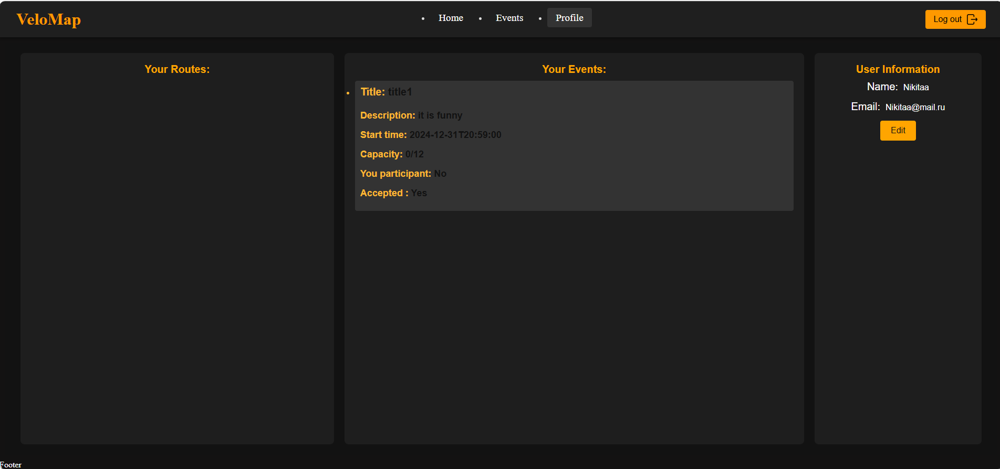 VeloMap
• Home • Events • Profile
Log out
Your Routes:
Your Events:
• Title: title1
Description: it is funny
Start time: 2024-12-31T20:59:00
Capacity: 0/12
You participant: No
Accepted : Yes
User Information
Name: Nikitaa
Email: Nikitaa@mail.ru
Edit
Footer